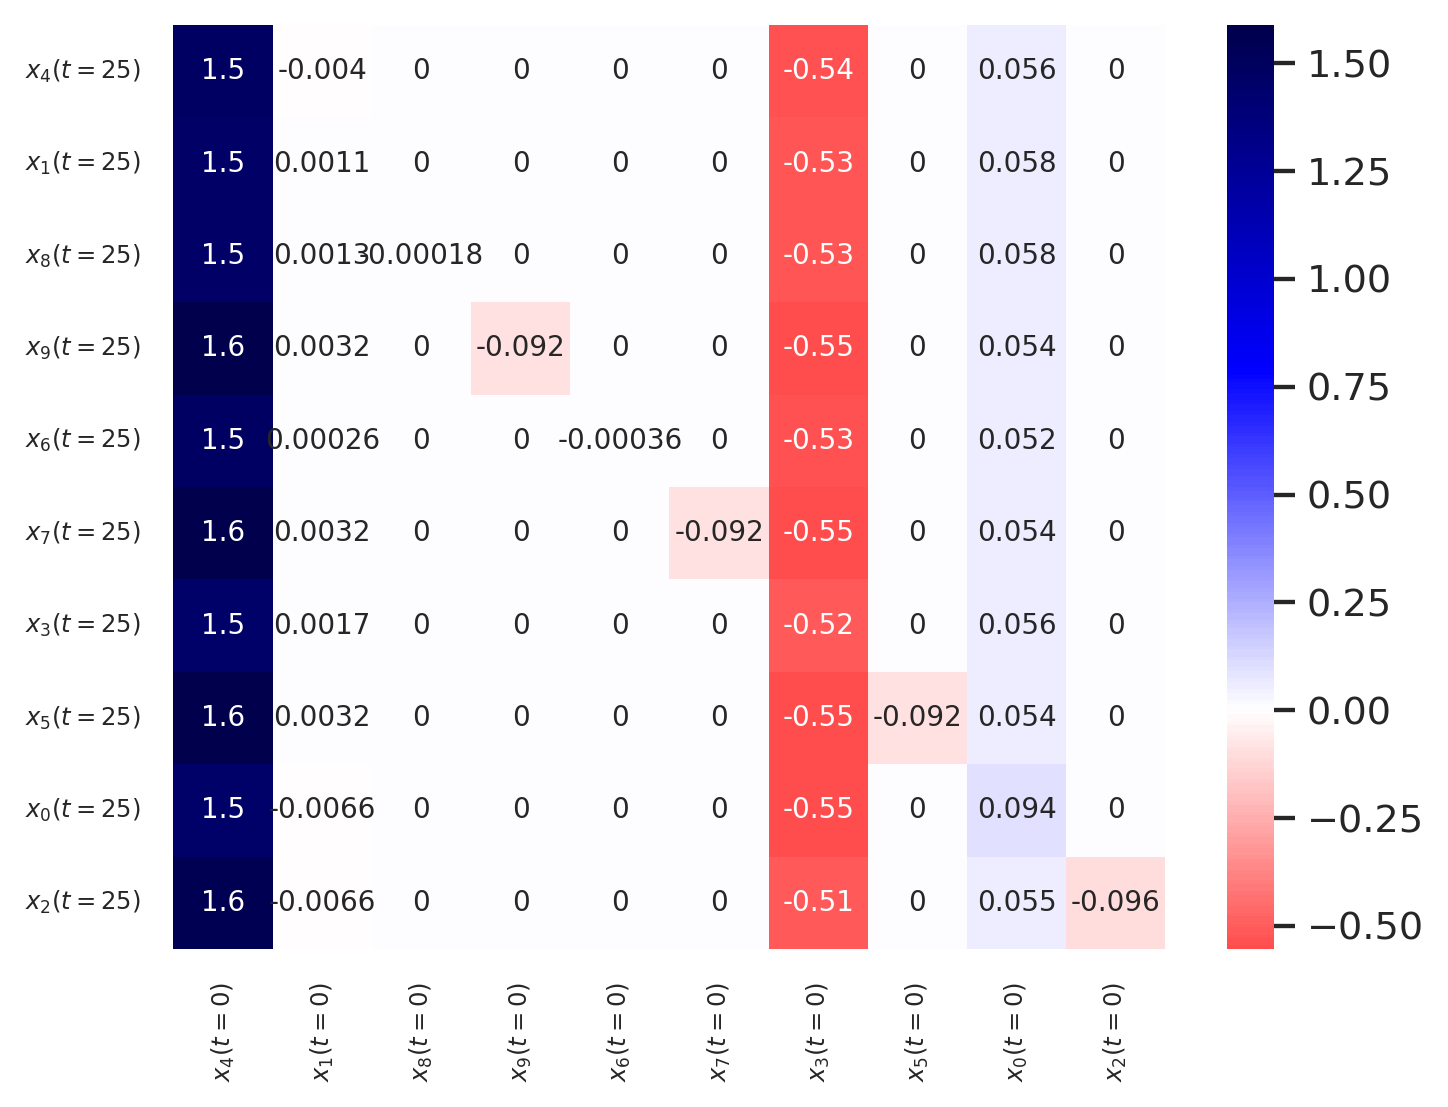 x₄(t = 25) 1.5 -0.004 0 0 0 0 -0.54 0 0.056 0
x₁(t = 25) 1.5 0.0011 0 0 0 0 -0.53 0 0.058 0
x₈(t = 25) 1.5 0.0013 -0.00018 0 0 0 -0.53 0 0.058 0
x₉(t = 25) 1.6 0.0032 0 -0.092 0 0 -0.55 0 0.054 0
x₆(t = 25) 1.5 0.00026 0 0 -0.00036 0 -0.53 0 0.052 0
x₇(t = 25) 1.6 0.0032 0 0 0 -0.092 -0.55 0 0.054 0
x₃(t = 25) 1.5 0.0017 0 0 0 0 -0.52 0 0.056 0
x₅(t = 25) 1.6 0.0032 0 0 0 0 -0.55 -0.092 0.054 0
x₀(t = 25) 1.5 -0.0066 0 0 0 0 -0.55 0 0.094 0
x₂(t = 25) 1.6 -0.0066 0 0 0 0 -0.51 0 0.055 -0.096
x₄(t = 0)
x₁(t = 0)
x₈(t = 0)
x₉(t = 0)
x₆(t = 0)
x₇(t = 0)
x₃(t = 0)
x₅(t = 0)
x₀(t = 0)
x₂(t = 0)
1.50
1.25
1.00
0.75
0.50
0.25
0.00
−0.25
−0.50